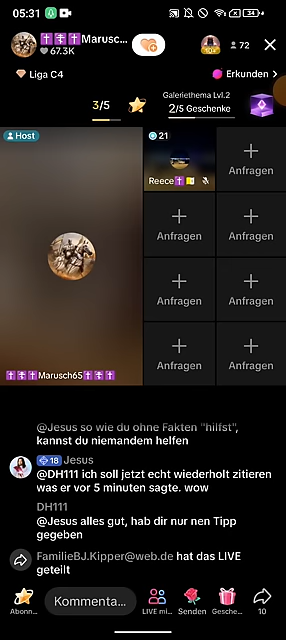 05:31
34
✝️✝️✝️Marusc...
67.3K
72
Liga C4
Erkunden >
3/5
Galeriethema Lvl.2
2/5 Geschenke
Host
21
Reece✝️
Anfragen
Anfragen
Anfragen
Anfragen
Anfragen
Anfragen
Anfragen
✝️✝️✝️Marusch65✝️✝️✝️
@Jesus so wie du ohne Fakten "hilfst",
kannst du niemandem helfen
18 Jesus
@DH111 ich soll jetzt echt wiederholt zitieren
was er vor 5 minuten sagte. wow
DH111
@Jesus alles gut, hab dir nur nen Tipp
gegeben
FamilieBJ.Kipper@web.de hat das LIVE
geteilt
Abonn...
Kommenta...
LIVE mi...
Senden
Gesche...
10